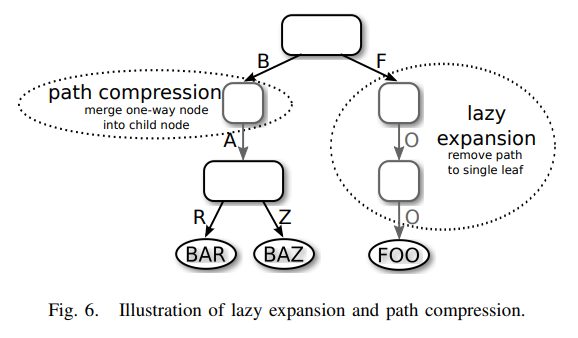 B
F
path compression
merge one-way node
into child node
lazy
expansion
remove path
to single leaf
A
O
R
Z
O
BAR
BAZ
FOO
Fig. 6. Illustration of lazy expansion and path compression.